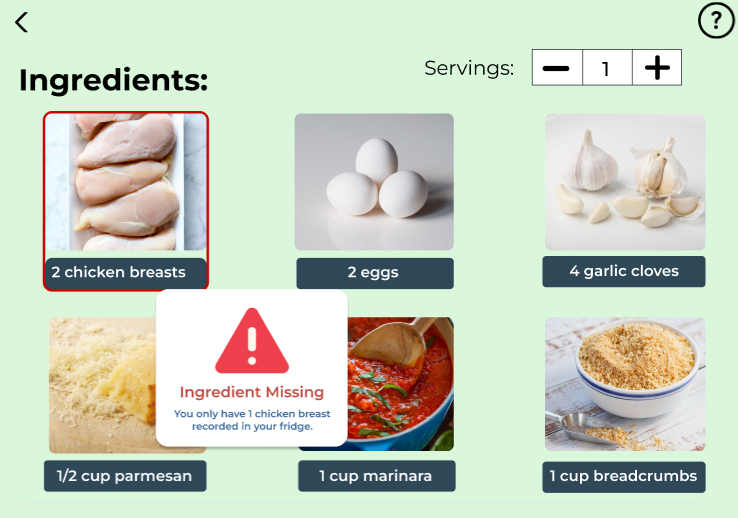 ?
Ingredients:
Servings:
1
2 chicken breasts
2 eggs
4 garlic cloves
Ingredient Missing
You only have 1 chicken breast
recorded in your fridge.
1/2 cup parmesan
1 cup marinara
1 cup breadcrumbs